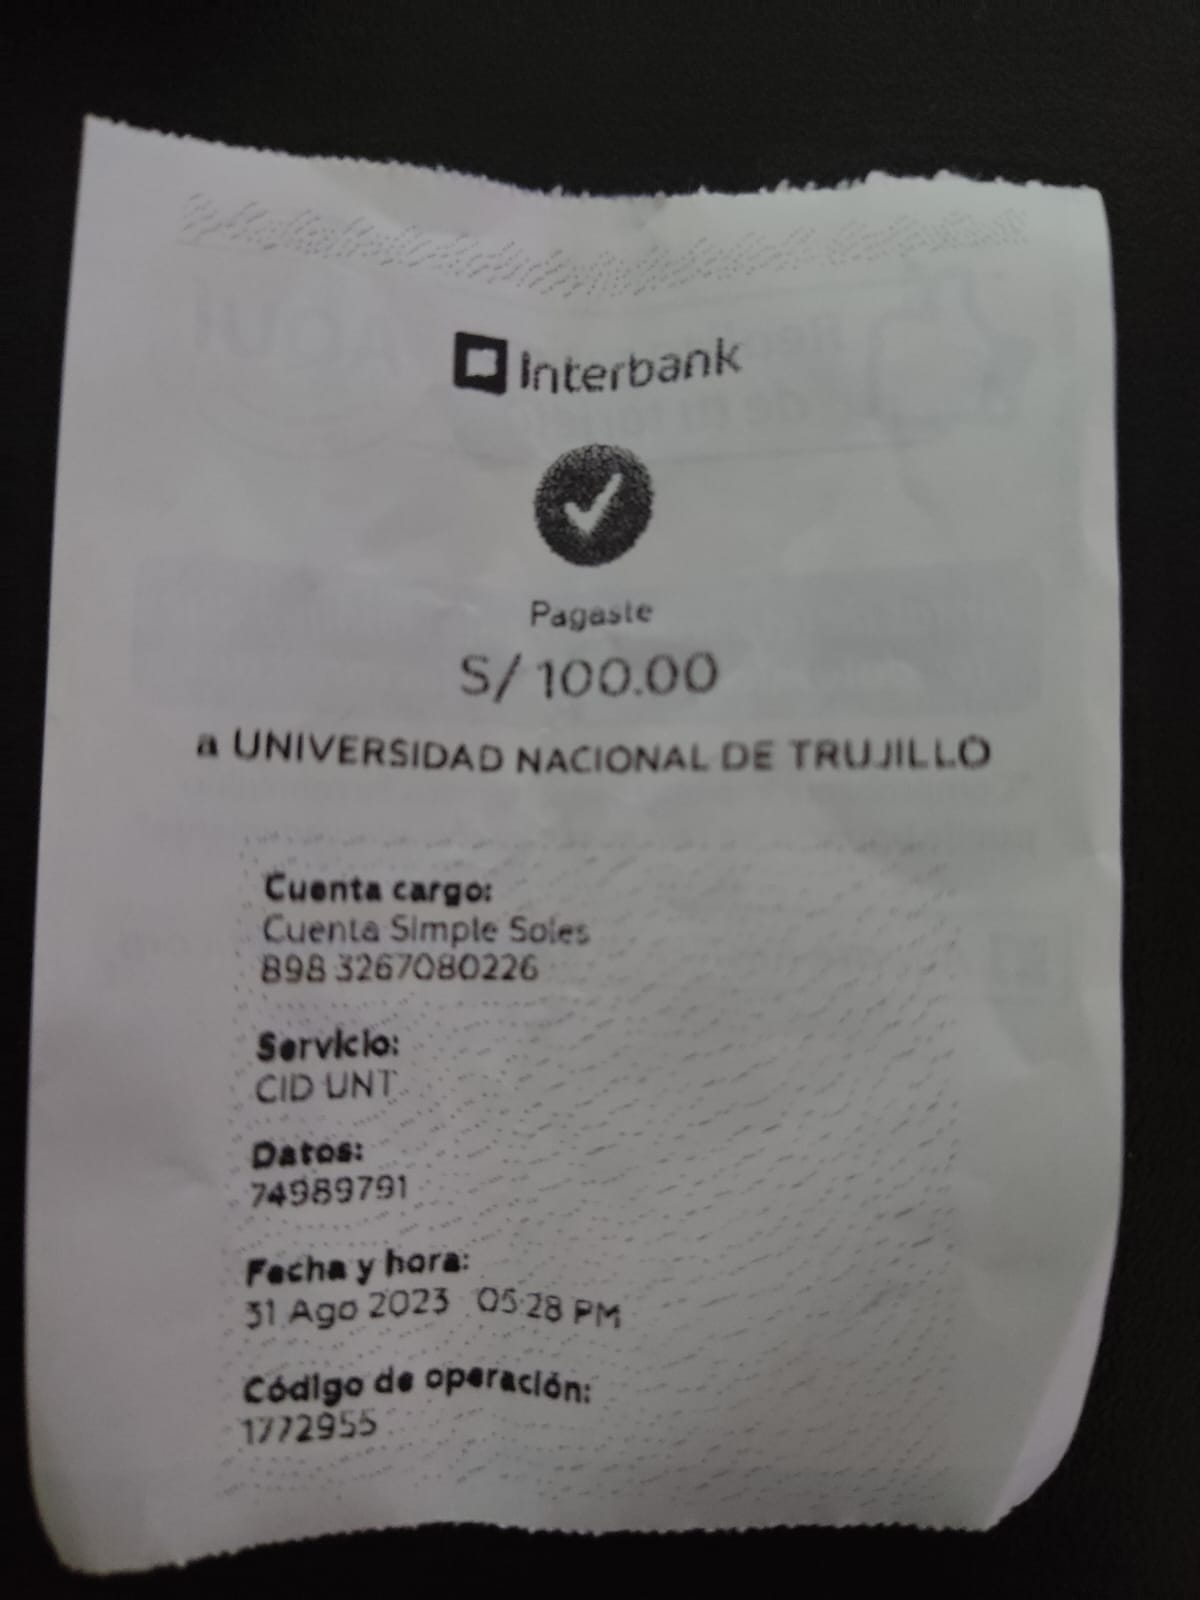 Interbank
Pagaste
S/ 100.00
a UNIVERSIDAD NACIONAL DE TRUJILLO
Cuenta cargo:
Cuenta Simple Soles
898 3267080226
Servicio:
CID UNT
Datos:
74989791
Fecha y hora:
31 Ago 2023 05:28 PM
Código de operación:
1772955